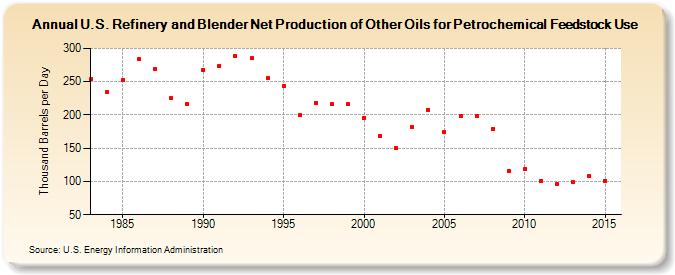 Annual U.S. Refinery and Blender Net Production of Other Oils for Petrochemical Feedstock Use
Thousand Barrels per Day
300
250
200
150
100
50
1985 1990 1995 2000 2005 2010 2015
Source: U.S. Energy Information Administration